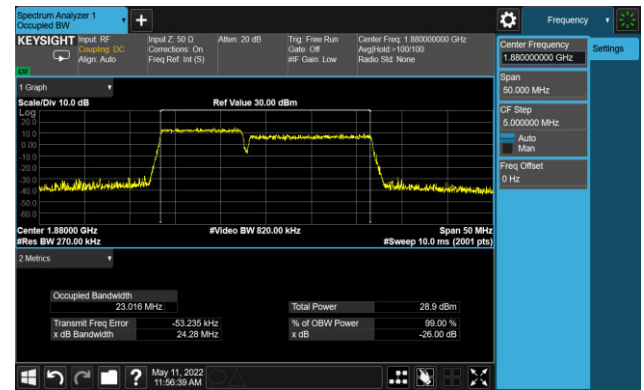 Spectrum Analyzer 1
Occupied BW
Frequency
KEYSIGHT
Input: RF
Coupling: DC
Align: Auto
Input Z: 50 Ω
Corrections: On
Freq Ref: Int (S)
Atten: 20 dB
Trig: Free Run
Gate: Off
#IF Gain: Low
Center Freq: 1.880000000 GHz
Avg|Hold:>100/100
Radio Std: None
Center Frequency
1.880000000 GHz
Settings
Span
50.000 MHz
CF Step
5.000000 MHz
Auto
Man
Freq Offset
0 Hz
1 Graph
Scale/Div 10.0 dB
Ref Value 30.00 dBm
Log
20.0
10.0
0.00
-10.0
-20.0
-30.0
-40.0
-50.0
-60.0
Center 1.88000 GHz
#Video BW 820.00 kHz
Span 50 MHz
#Res BW 270.00 kHz
#Sweep 10.0 ms (2001 pts)
2 Metrics
Occupied Bandwidth
23.016 MHz
Total Power
28.9 dBm
Transmit Freq Error
-53.235 kHz
% of OBW Power
99.00 %
x dB Bandwidth
24.28 MHz
x dB
-26.00 dB
?
May 11, 2022
11:56:39 AM